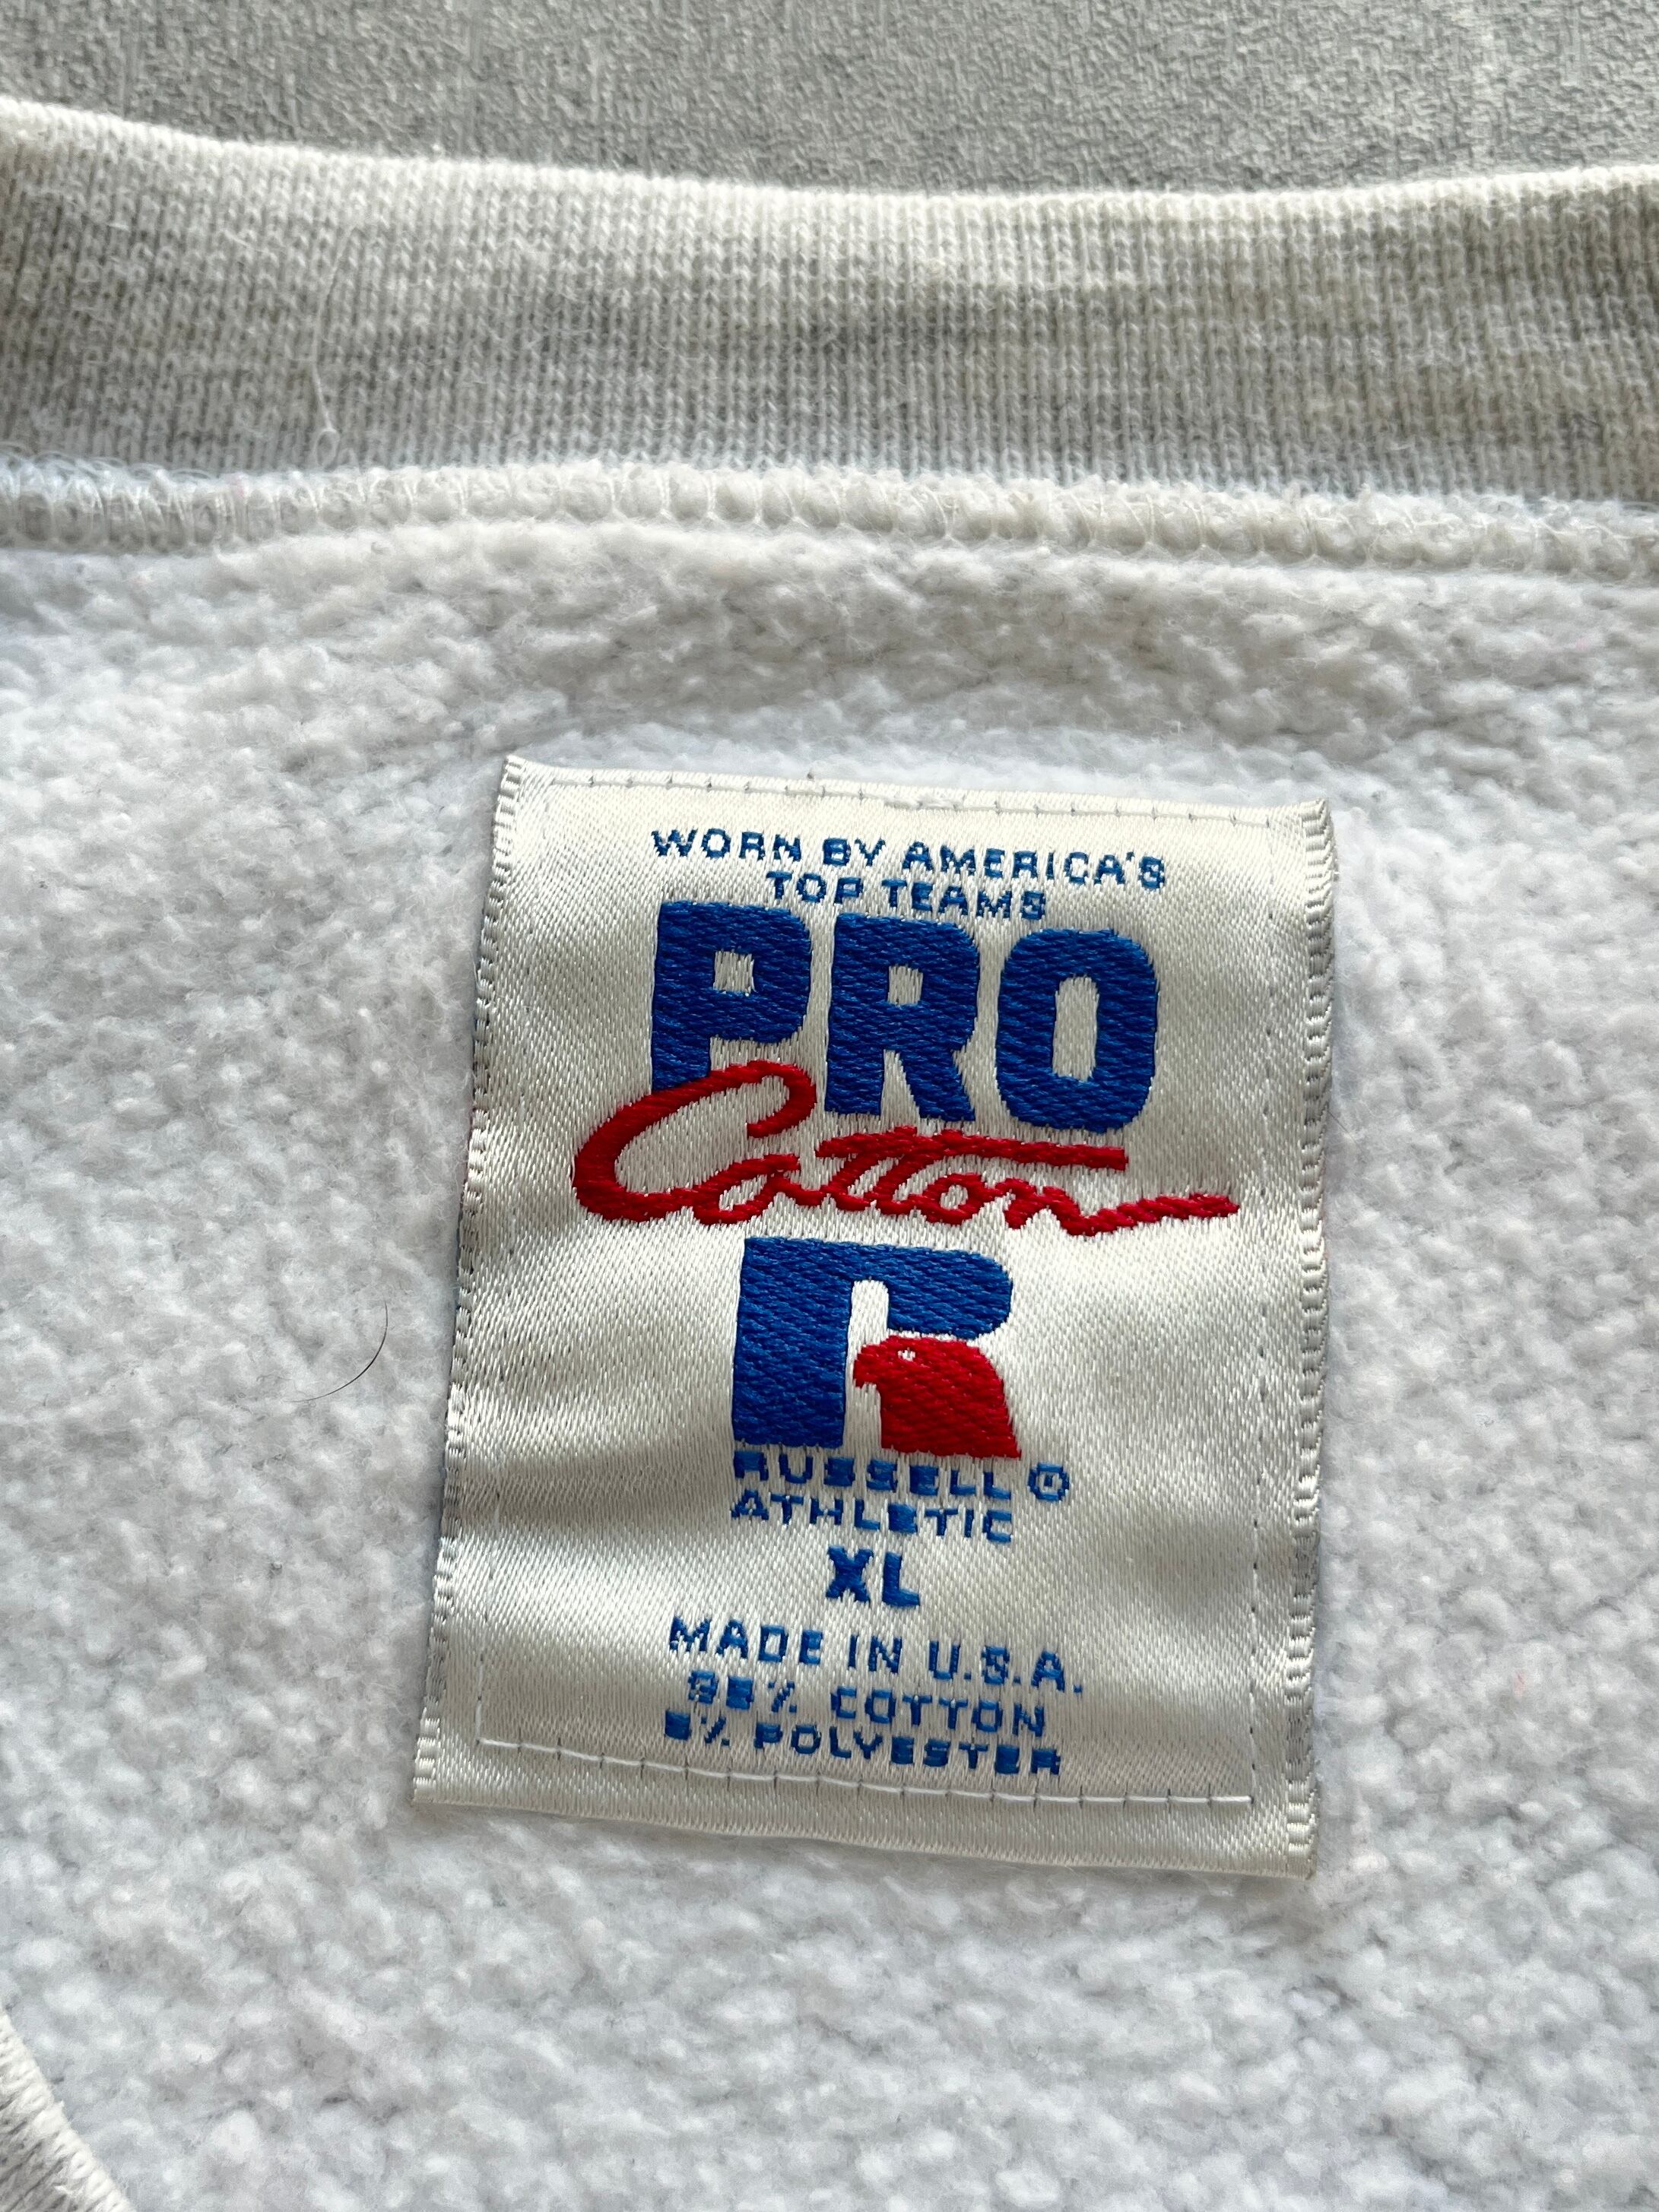 WORN BY AMERICA'S
TOP TEAMS
PRO
Cotton
R
RUSSELL ®
ATHLETIC
XL
MADE IN U.S.A.
95% COTTON
5% POLYESTER